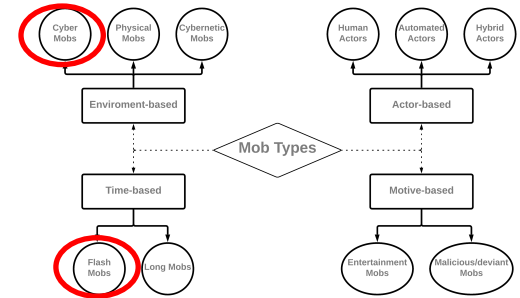 Cyber
Mobs
Physical
Mobs
Cybernetic
Mobs
Human
Actors
Automated
Actors
Hybrid
Actors
Enviroment-based
Actor-based
Mob Types
Time-based
Motive-based
Flash
Mobs
Long Mobs
Entertainment
Mobs
Malicious/deviant
Mobs